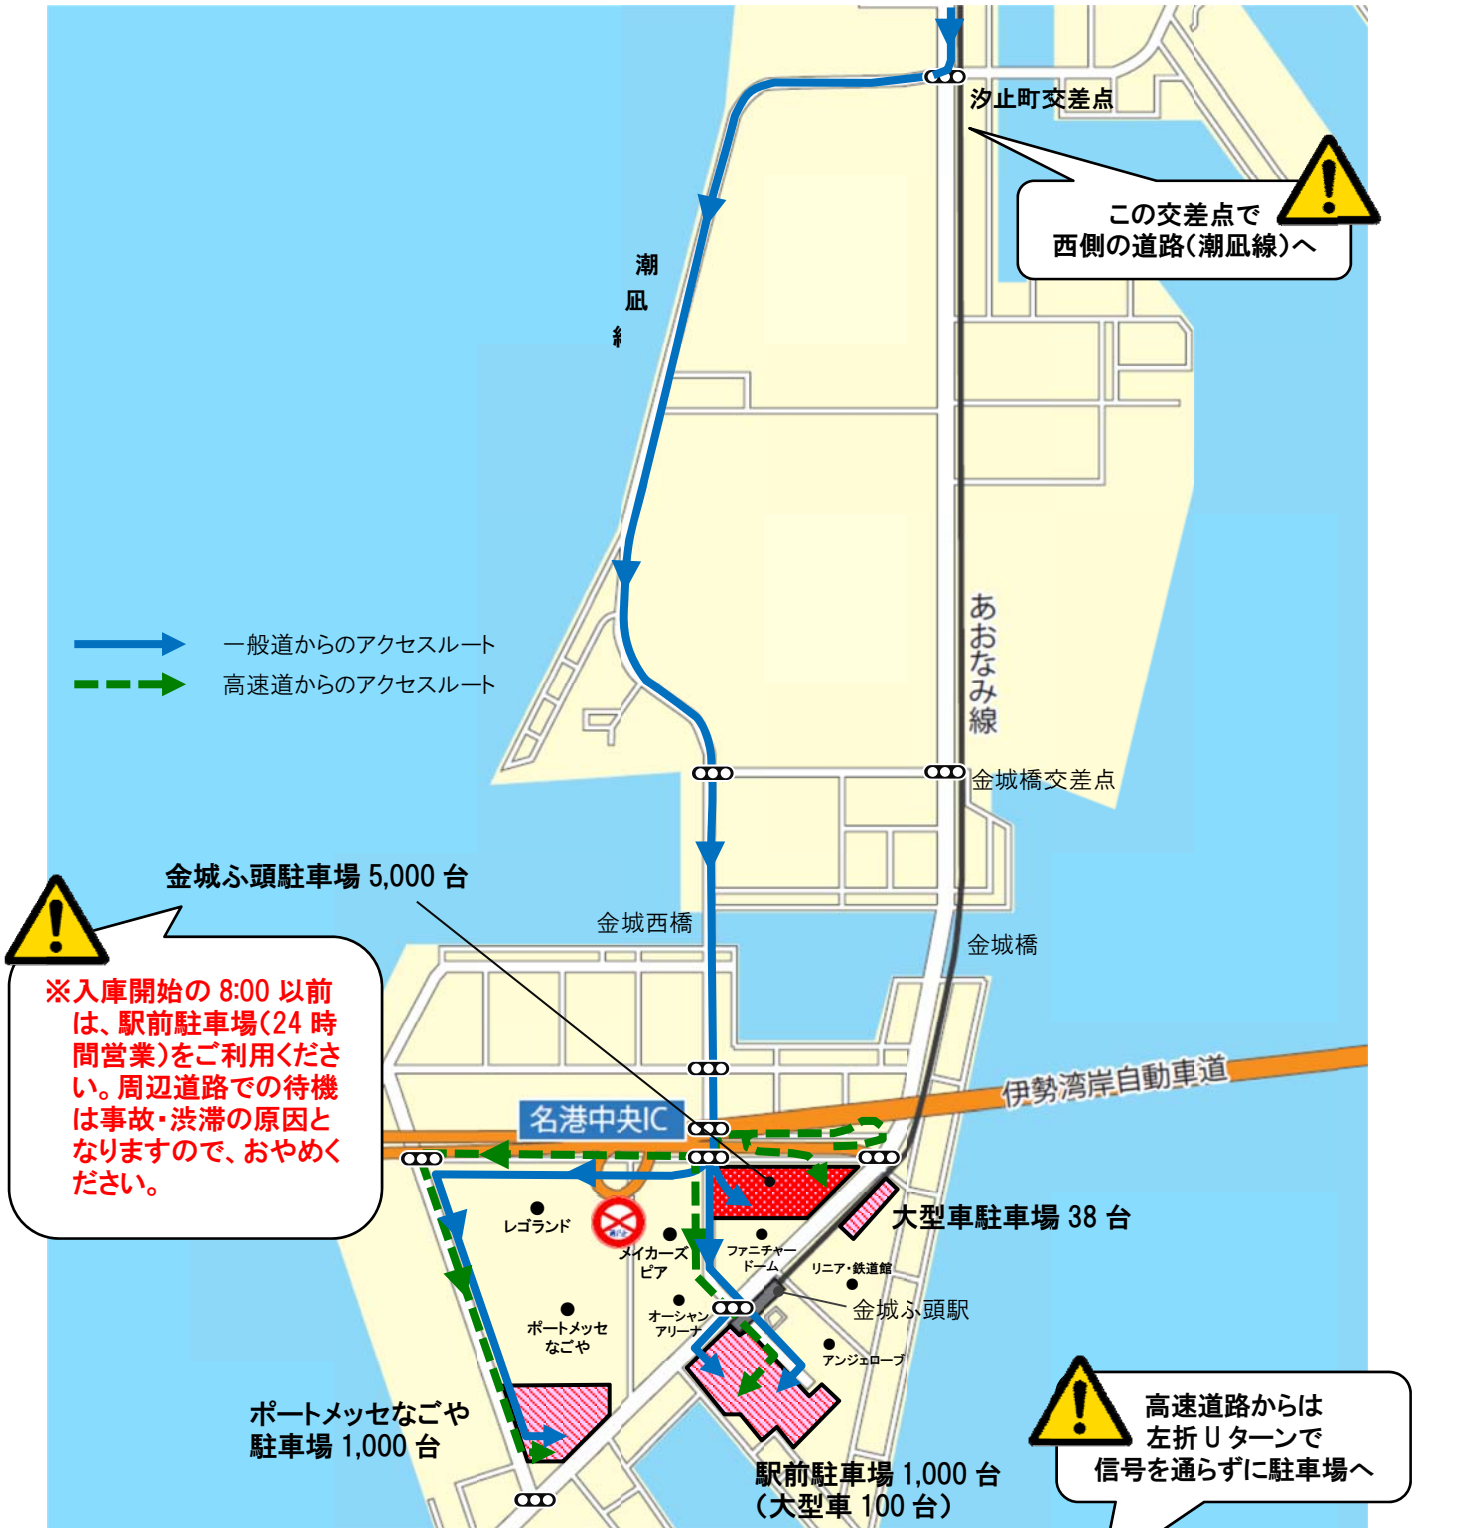 汐止町交差点
この交差点で
西側の道路(潮凪線)へ
潮
凪
一般道からのアクセスルート
高速道からのアクセスルート
あおなみ線
金城橋交差点
金城ふ頭駐車場 5,000 台
金城西橋
金城橋
※入庫開始の 8:00 以前
は、駅前駐車場(24 時
間営業)をご利用くださ
い。周辺道路での待機
は事故・渋滞の原因と
なりますので、おやめく
ださい。
伊勢湾岸自動車道
名港中央IC
大型車駐車場 38 台
レゴランド
メイカーズ
ピア
ファニチャー
ドーム
リニア・鉄道館
金城ふ頭駅
オーシャン
アリーナ
ポートメッセ
なごや
アンジェローブ
ポートメッセなごや
駐車場 1,000 台
駅前駐車場 1,000 台
(大型車 100 台)
高速道路からは
左折 U ターンで
信号を通らずに駐車場へ